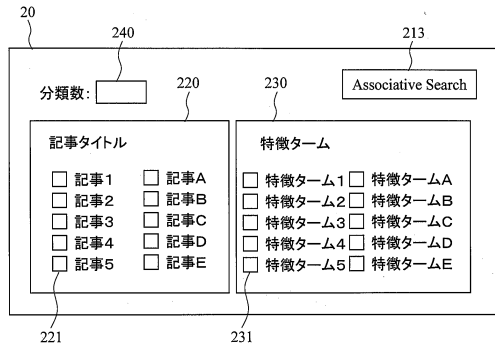 20
240
213
分類数:
220
230
Associative Search
記事タイトル
記事1 記事A
記事2 記事B
記事3 記事C
記事4 記事D
記事5 記事E
特徴ターム
特徴ターム1 特徴タームA
特徴ターム2 特徴タームB
特徴ターム3 特徴タームC
特徴ターム4 特徴タームD
特徴ターム5 特徴タームE
221
231